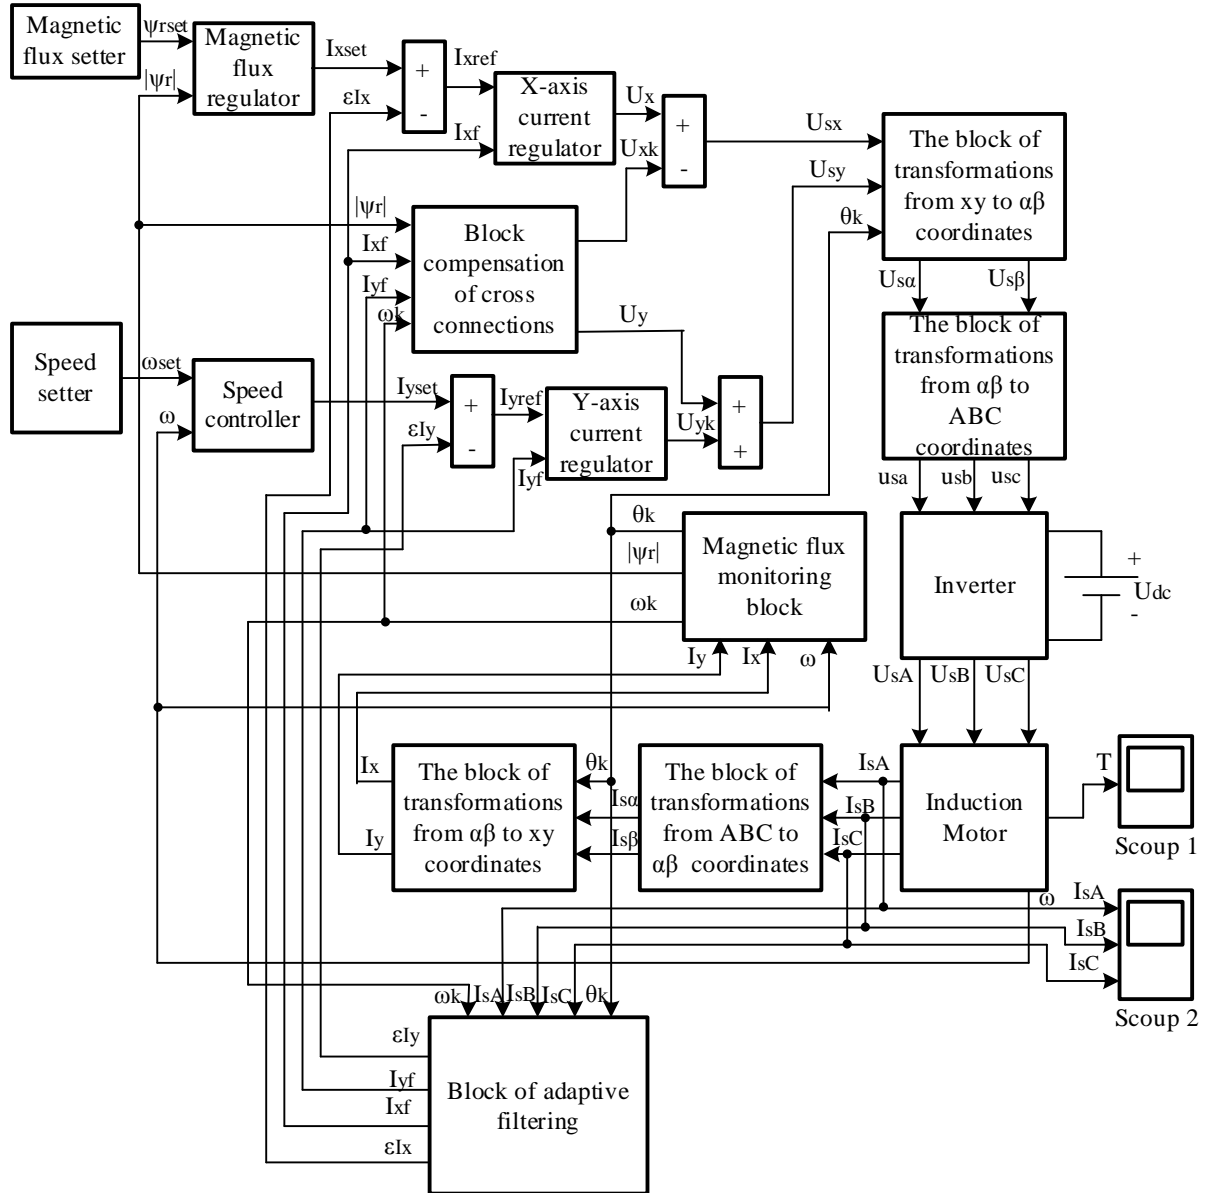 Magnetic
flux setter
ψrset
|ψr|
Magnetic
flux
regulator
Ixset
εIx
+
-
Ixref
Ixf
X-axis
current
regulator
Ux
Uxk
+
-
Usx
Usy
θk
The block of
transformations
from xy to αβ
coordinates
|ψr|
Ixf
Iyf
ωk
Block
compensation
of cross
connections
Uy
Usα
Usβ
The block of
transformations
from αβ to
ABC
coordinates
Speed
setter
ωset
ω
Speed
controller
Iyset
εIy
+
-
Iyref
Iyf
Y-axis
current
regulator
Uyk
+
+
usa
usb
usc
θk
|ψr|
ωk
Magnetic flux
monitoring
block
Iy
Ix
ω
Inverter
+
Udc
-
UsA
UsB
UsC
Ix
Iy
The block of
transformations
from αβ to xy
coordinates
θk
Isα
Isβ
The block of
transformations
from ABC to
αβ coordinates
IsA
IsB
IsC
Induction
Motor
T
Scoup 1
ω
IsA
IsB
IsC
Scoup 2
ωk
IsA
IsB
IsC
θk
εIy
Iyf
Ixf
εIx
Block of adaptive
filtering